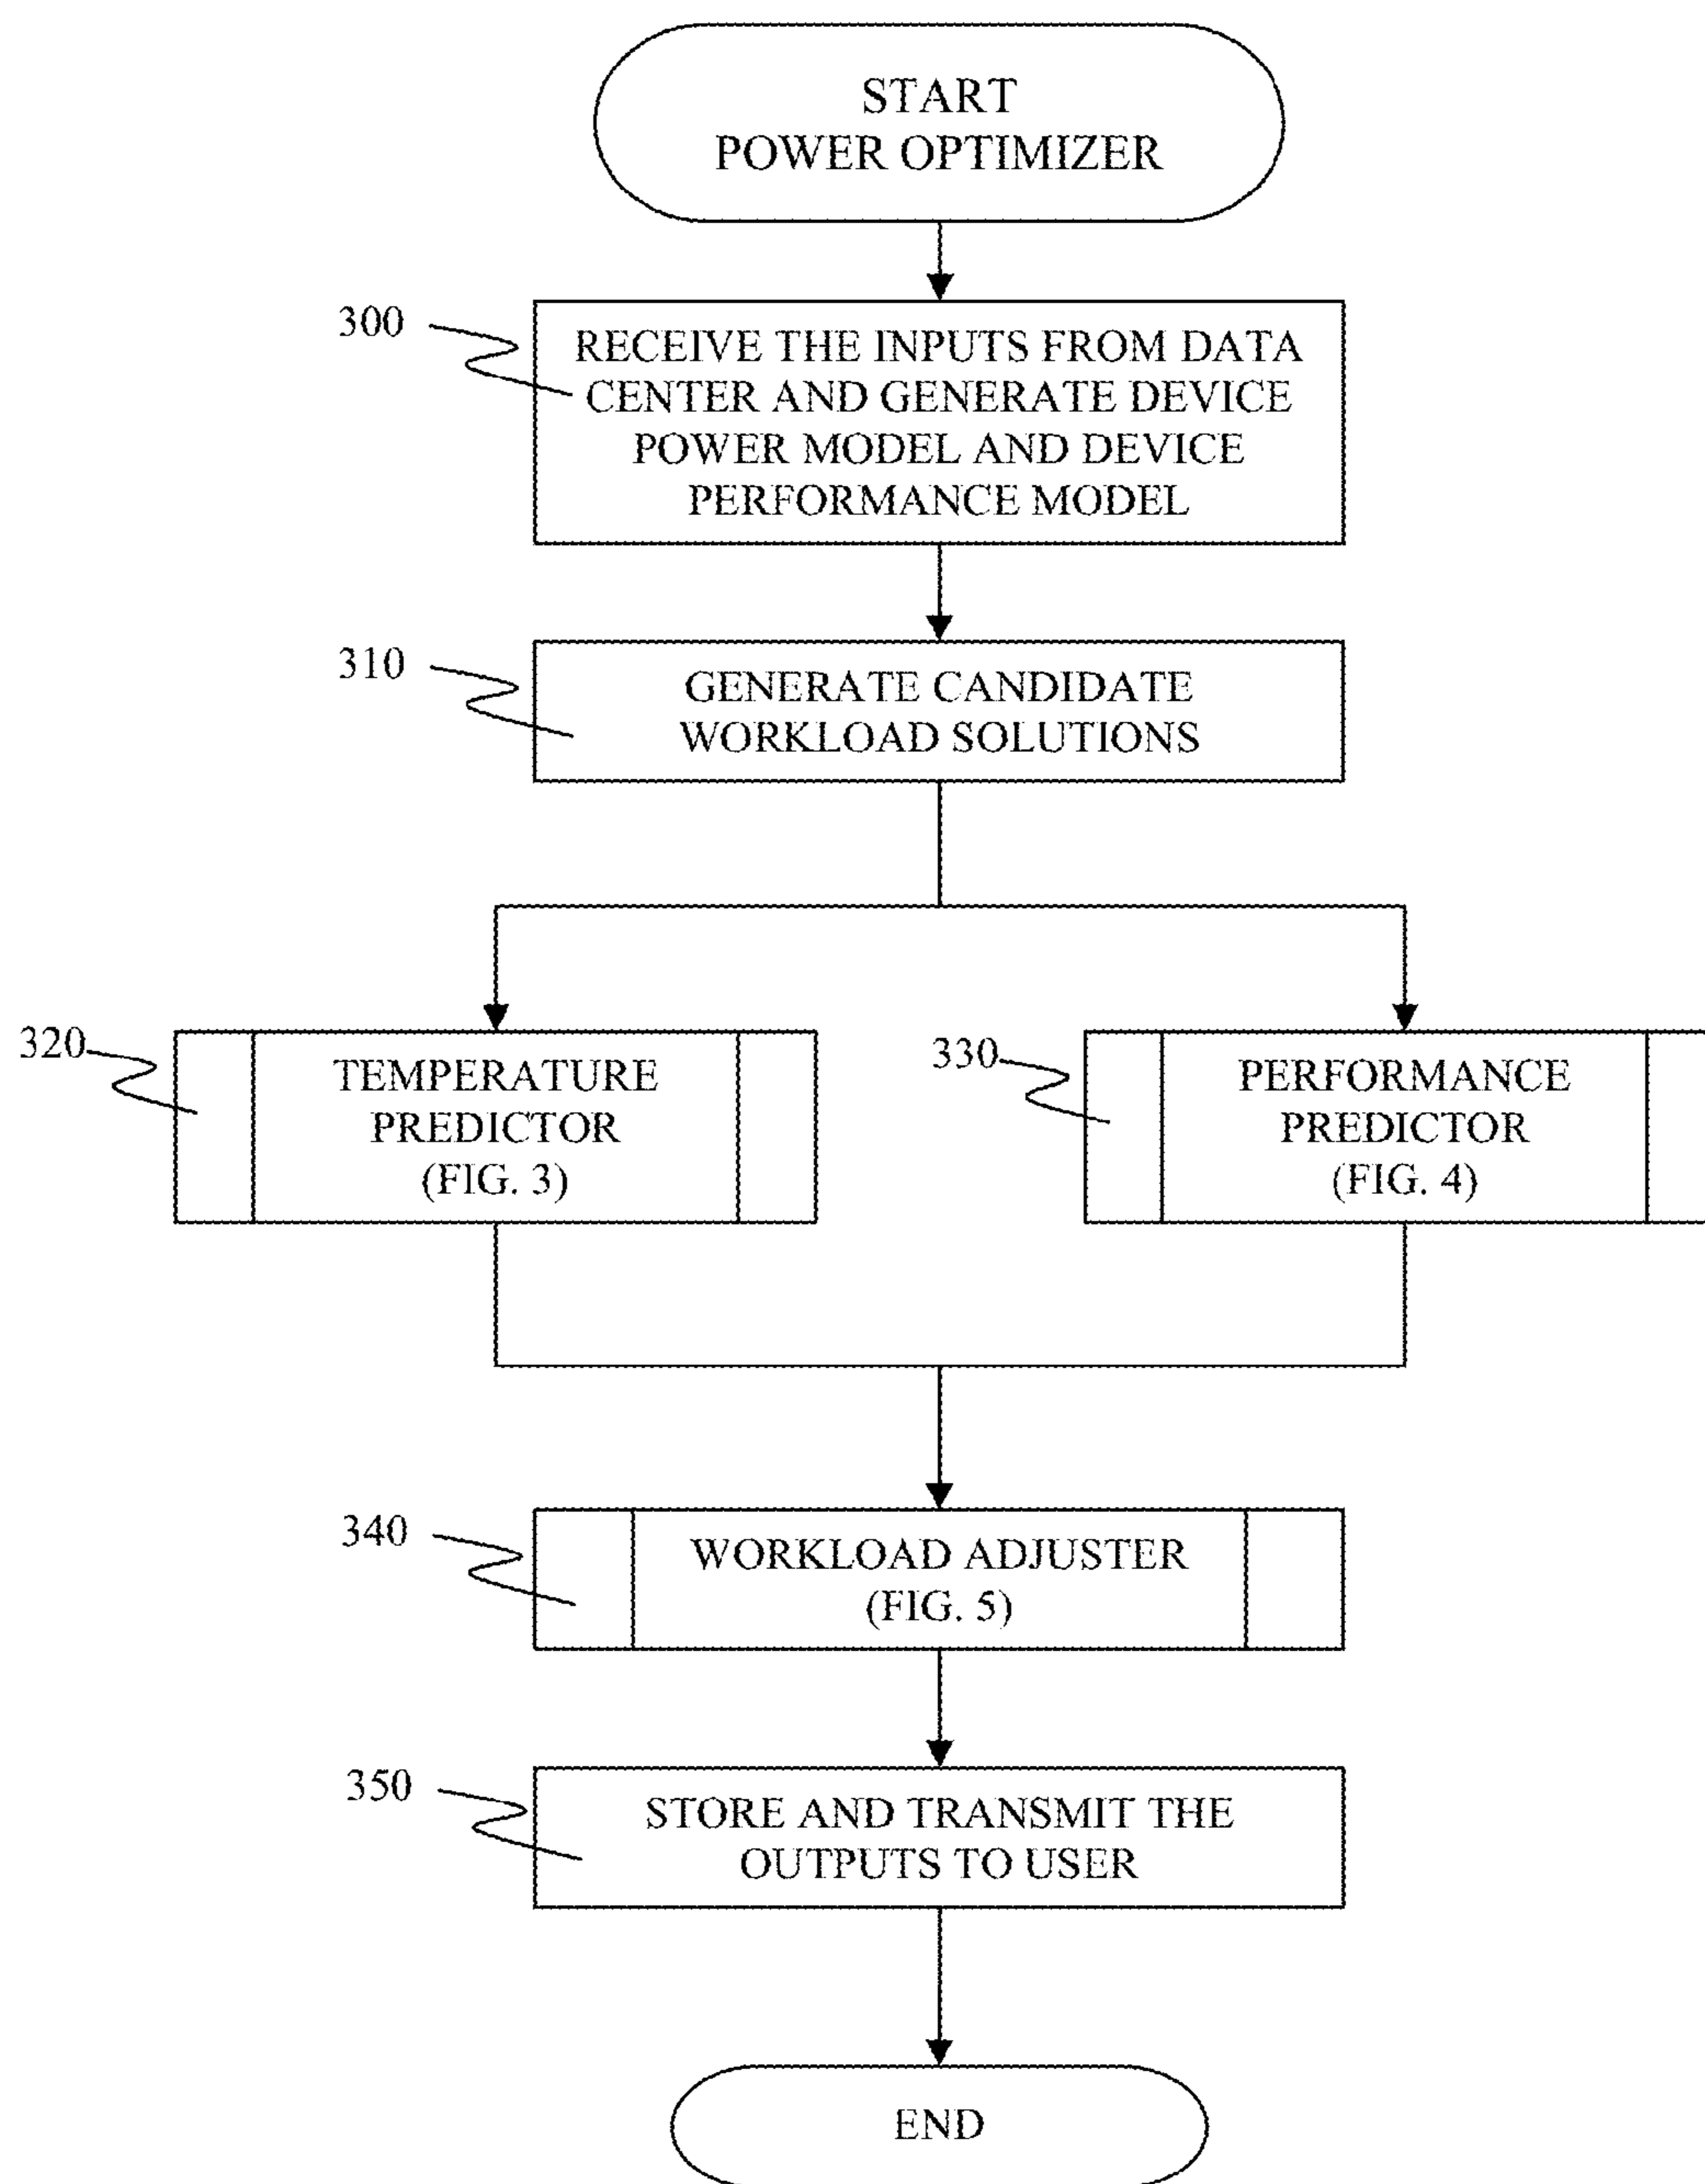 START
POWER OPTIMIZER
300
RECEIVE THE INPUTS FROM DATA
CENTER AND GENERATE DEVICE
POWER MODEL AND DEVICE
PERFORMANCE MODEL
310
GENERATE CANDIDATE
WORKLOAD SOLUTIONS
320
TEMPERATURE
PREDICTOR
(FIG. 3)
330
PERFORMANCE
PREDICTOR
(FIG. 4)
340
WORKLOAD ADJUSTER
(FIG. 5)
350
STORE AND TRANSMIT THE
OUTPUTS TO USER
END